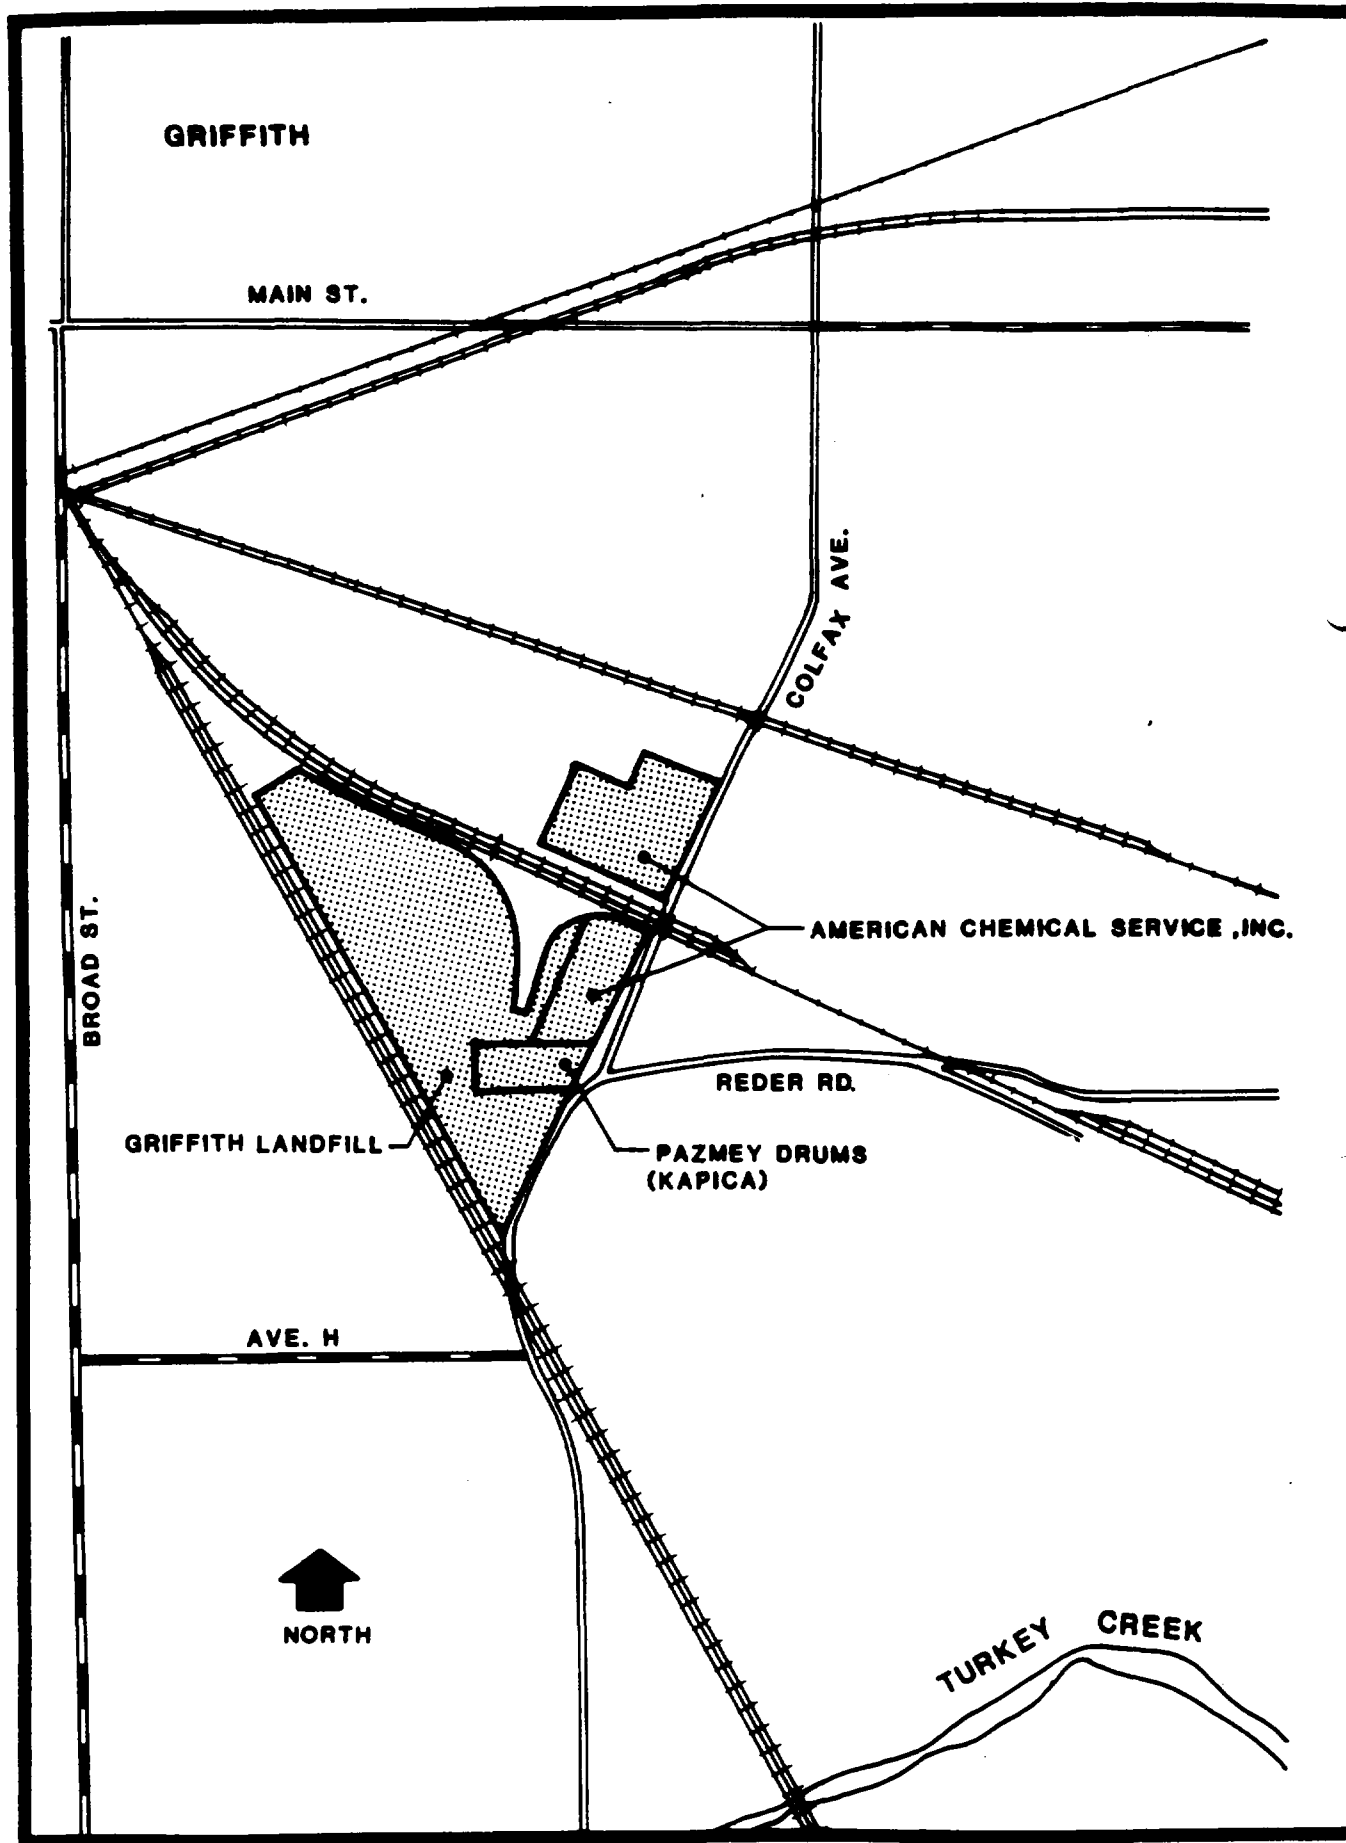 GRIFFITH
MAIN ST.
COLFAX AVE.
BROAD ST.
AMERICAN CHEMICAL SERVICE ,INC.
REDER RD.
GRIFFITH LANDFILL
PAZMEY DRUMS
(KAPICA)
AVE. H
NORTH
TURKEY CREEK